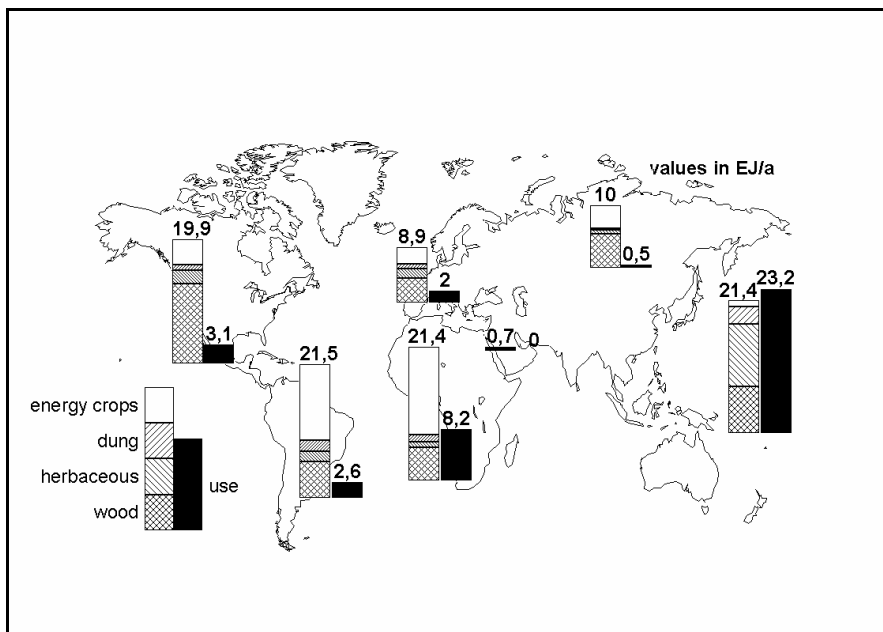 values in EJ/a
10
19,9
8,9
0,5
2
21,4
23,2
3,1
21,4
0,7
0
21,5
energy crops
8,2
dung
herbaceous
2,6
use
wood